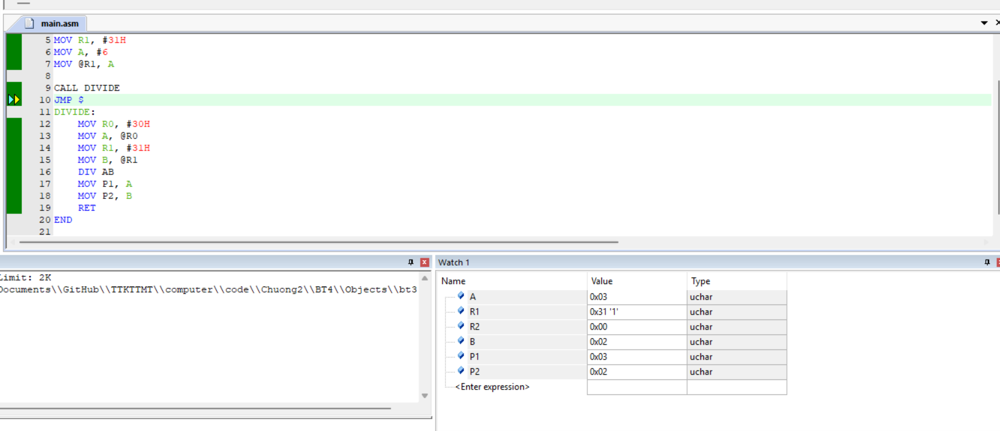 main.asm
5 MOV R1, #31H
6 MOV A, #6
7 MOV @R1, A
8
9 CALL DIVIDE
10 JMP $
11 DIVIDE:
12     MOV R0, #30H
13     MOV A, @R0
14     MOV R1, #31H
15     MOV B, @R1
16     DIV AB
17     MOV P1, A
18     MOV P2, B
19     RET
20 END
21
Limit: 2K
Documents\\GitHub\\TTKTTMT\\computer\\code\\Chuong2\\BT4\\Objects\\bt3
Watch 1
Name Value Type
A 0x03 uchar
R1 0x31 '1' uchar
R2 0x00 uchar
B 0x02 uchar
P1 0x03 uchar
P2 0x02 uchar
<Enter expression>